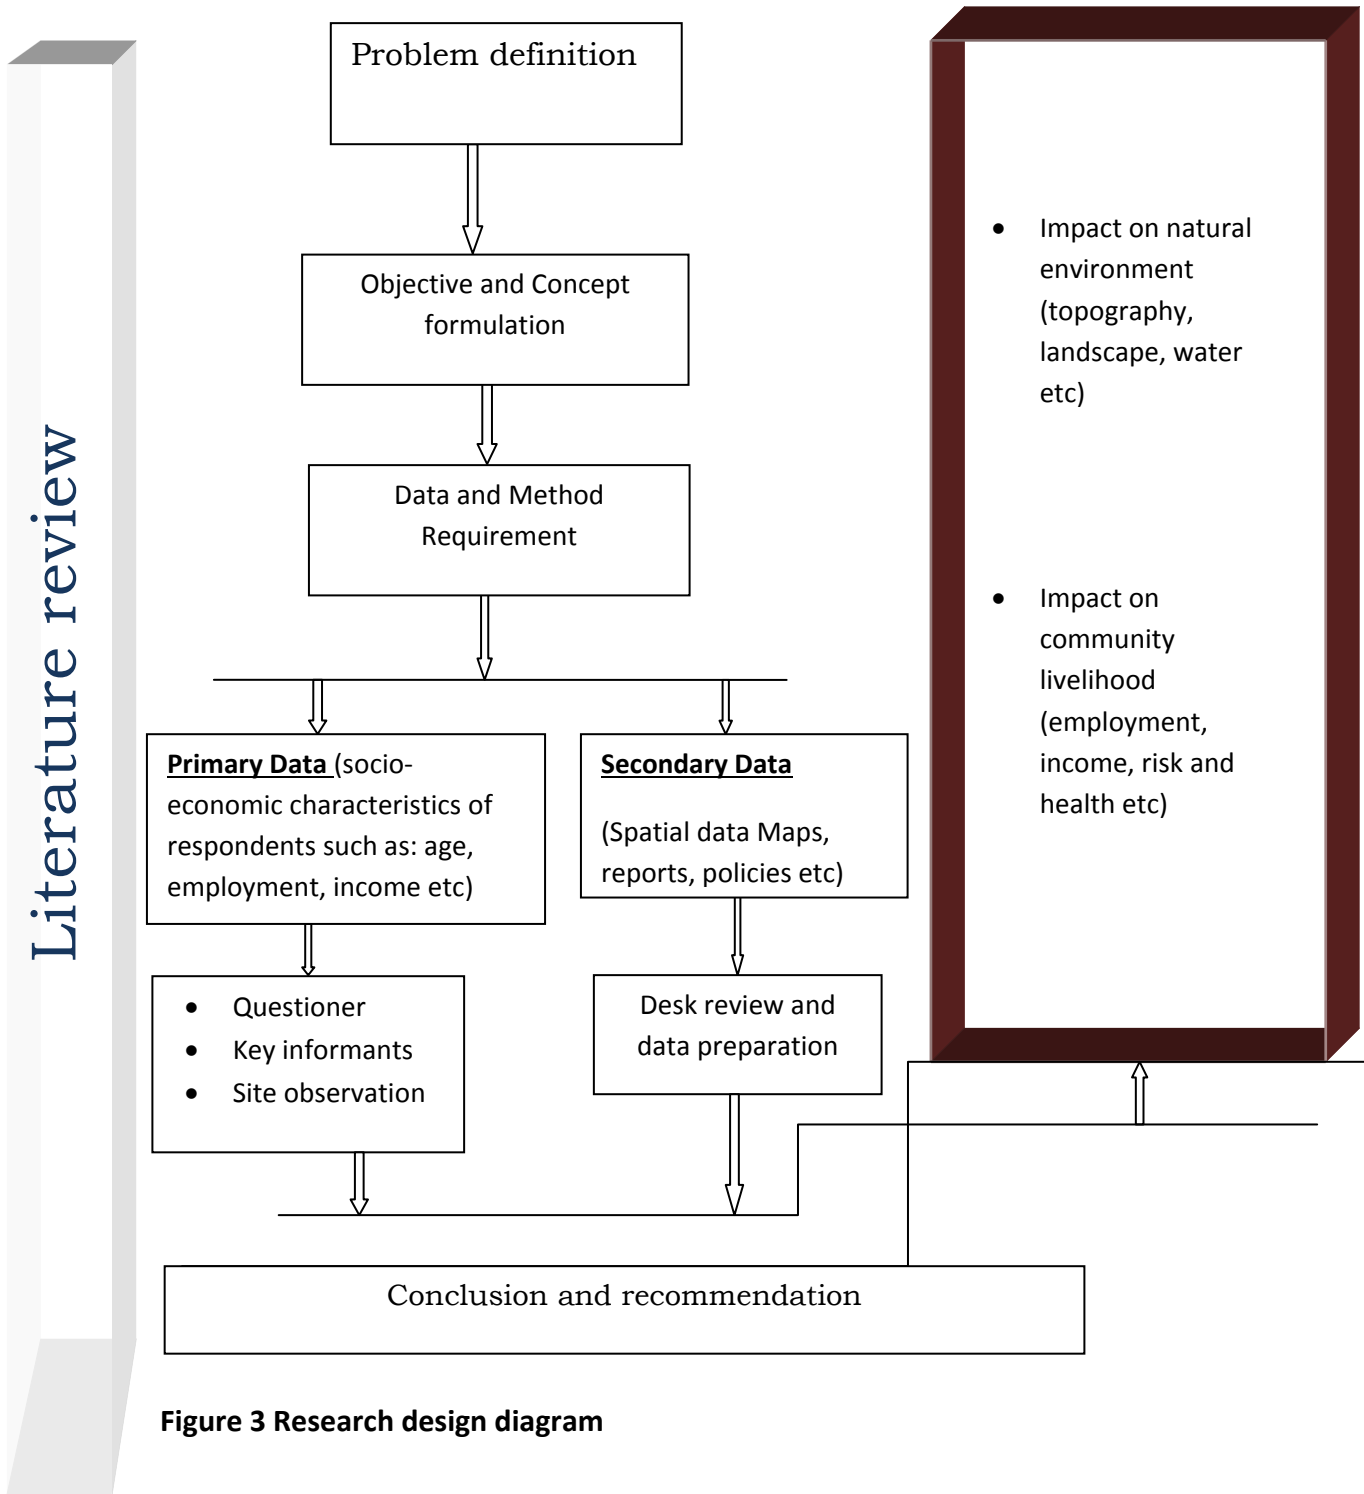 Literature review
Problem definition
Objective and Concept
formulation
Data and Method
Requirement
Primary Data (socio-
economic characteristics of
respondents such as: age,
employment, income etc)
Secondary Data
(Spatial data Maps,
reports, policies etc)
• Questioner
• Key informants
• Site observation
Desk review and
data preparation
• Impact on natural
environment
(topography,
landscape, water
etc)
• Impact on
community
livelihood
(employment,
income, risk and
health etc)
Conclusion and recommendation
Figure 3 Research design diagram